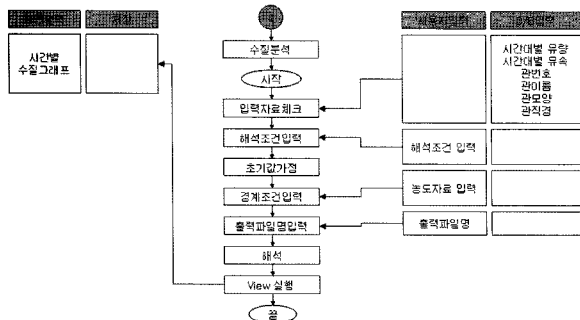 시간별
수질그래프
수질분석
시작
입력자료체크
해석조건입력
초기값가정
경계조건입력
출력파일명입력
해석
View 실행
끝
해석조건 입력
농도자료 입력
출력파일명
시간대별 유량
시간대별 유속
관번호
관이름
관모양
관직경